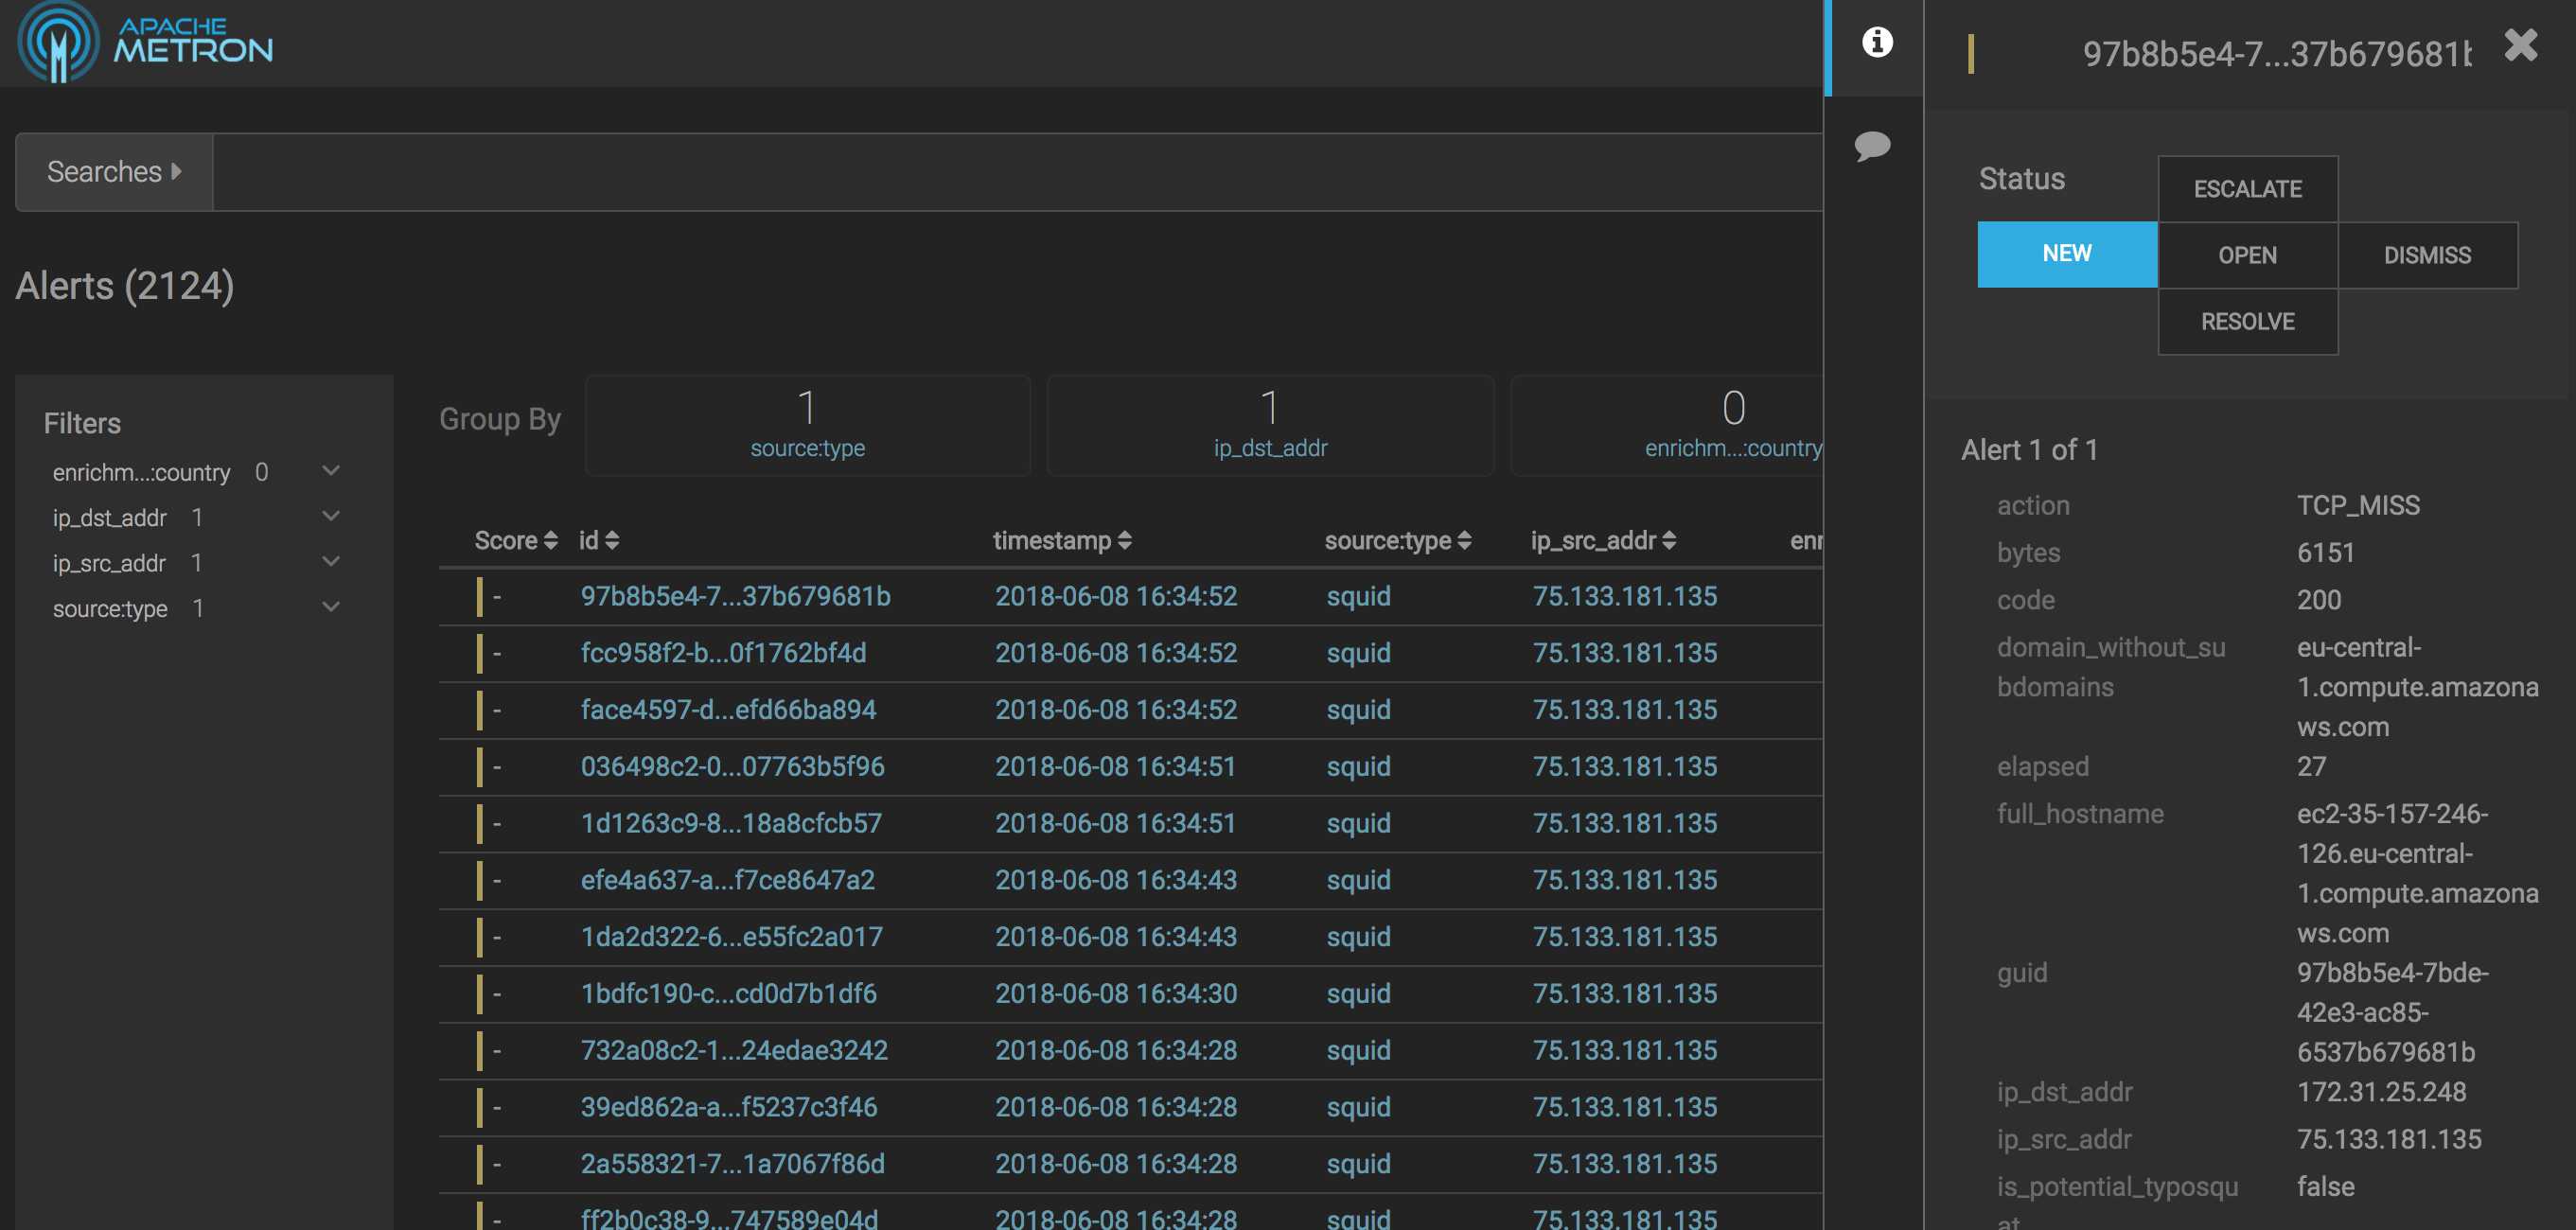 APACHE
METRON
Searches
Alerts (2124)
Filters
enrichm...:country 0
ip_dst_addr 1
ip_src_addr 1
source:type 1
Group By
1
source:type
1
ip_dst_addr
0
enrichm...:country
Score id timestamp source:type ip_src_addr enr
- 97b8b5e4-7...37b679681b 2018-06-08 16:34:52 squid 75.133.181.135
- fcc958f2-b...0f1762bf4d 2018-06-08 16:34:52 squid 75.133.181.135
- face4597-d...efd66ba894 2018-06-08 16:34:52 squid 75.133.181.135
- 036498c2-0...07763b5f96 2018-06-08 16:34:51 squid 75.133.181.135
- 1d1263c9-8...18a8cfcb57 2018-06-08 16:34:51 squid 75.133.181.135
- efe4a637-a...f7ce8647a2 2018-06-08 16:34:43 squid 75.133.181.135
- 1da2d322-6...e55fc2a017 2018-06-08 16:34:43 squid 75.133.181.135
- 1bdfc190-c...cd0d7b1df6 2018-06-08 16:34:30 squid 75.133.181.135
- 732a08c2-1...24edae3242 2018-06-08 16:34:28 squid 75.133.181.135
- 39ed862a-a...f5237c3f46 2018-06-08 16:34:28 squid 75.133.181.135
- 2a558321-7...1a7067f86d 2018-06-08 16:34:28 squid 75.133.181.135
- ff2b0c38-9...747589e04d 2018-06-08 16:34:28 squid 75.133.181.135
97b8b5e4-7...37b679681b
Status
ESCALATE
NEW OPEN DISMISS
RESOLVE
Alert 1 of 1
action TCP_MISS
bytes 6151
code 200
domain_without_su eu-central-
bdomains 1.compute.amazona
ws.com
elapsed 27
full_hostname ec2-35-157-246-
126.eu-central-
1.compute.amazona
ws.com
guid 97b8b5e4-7bde-
42e3-ac85-
6537b679681b
ip_dst_addr 172.31.25.248
ip_src_addr 75.133.181.135
is_potential_typosqu false
at